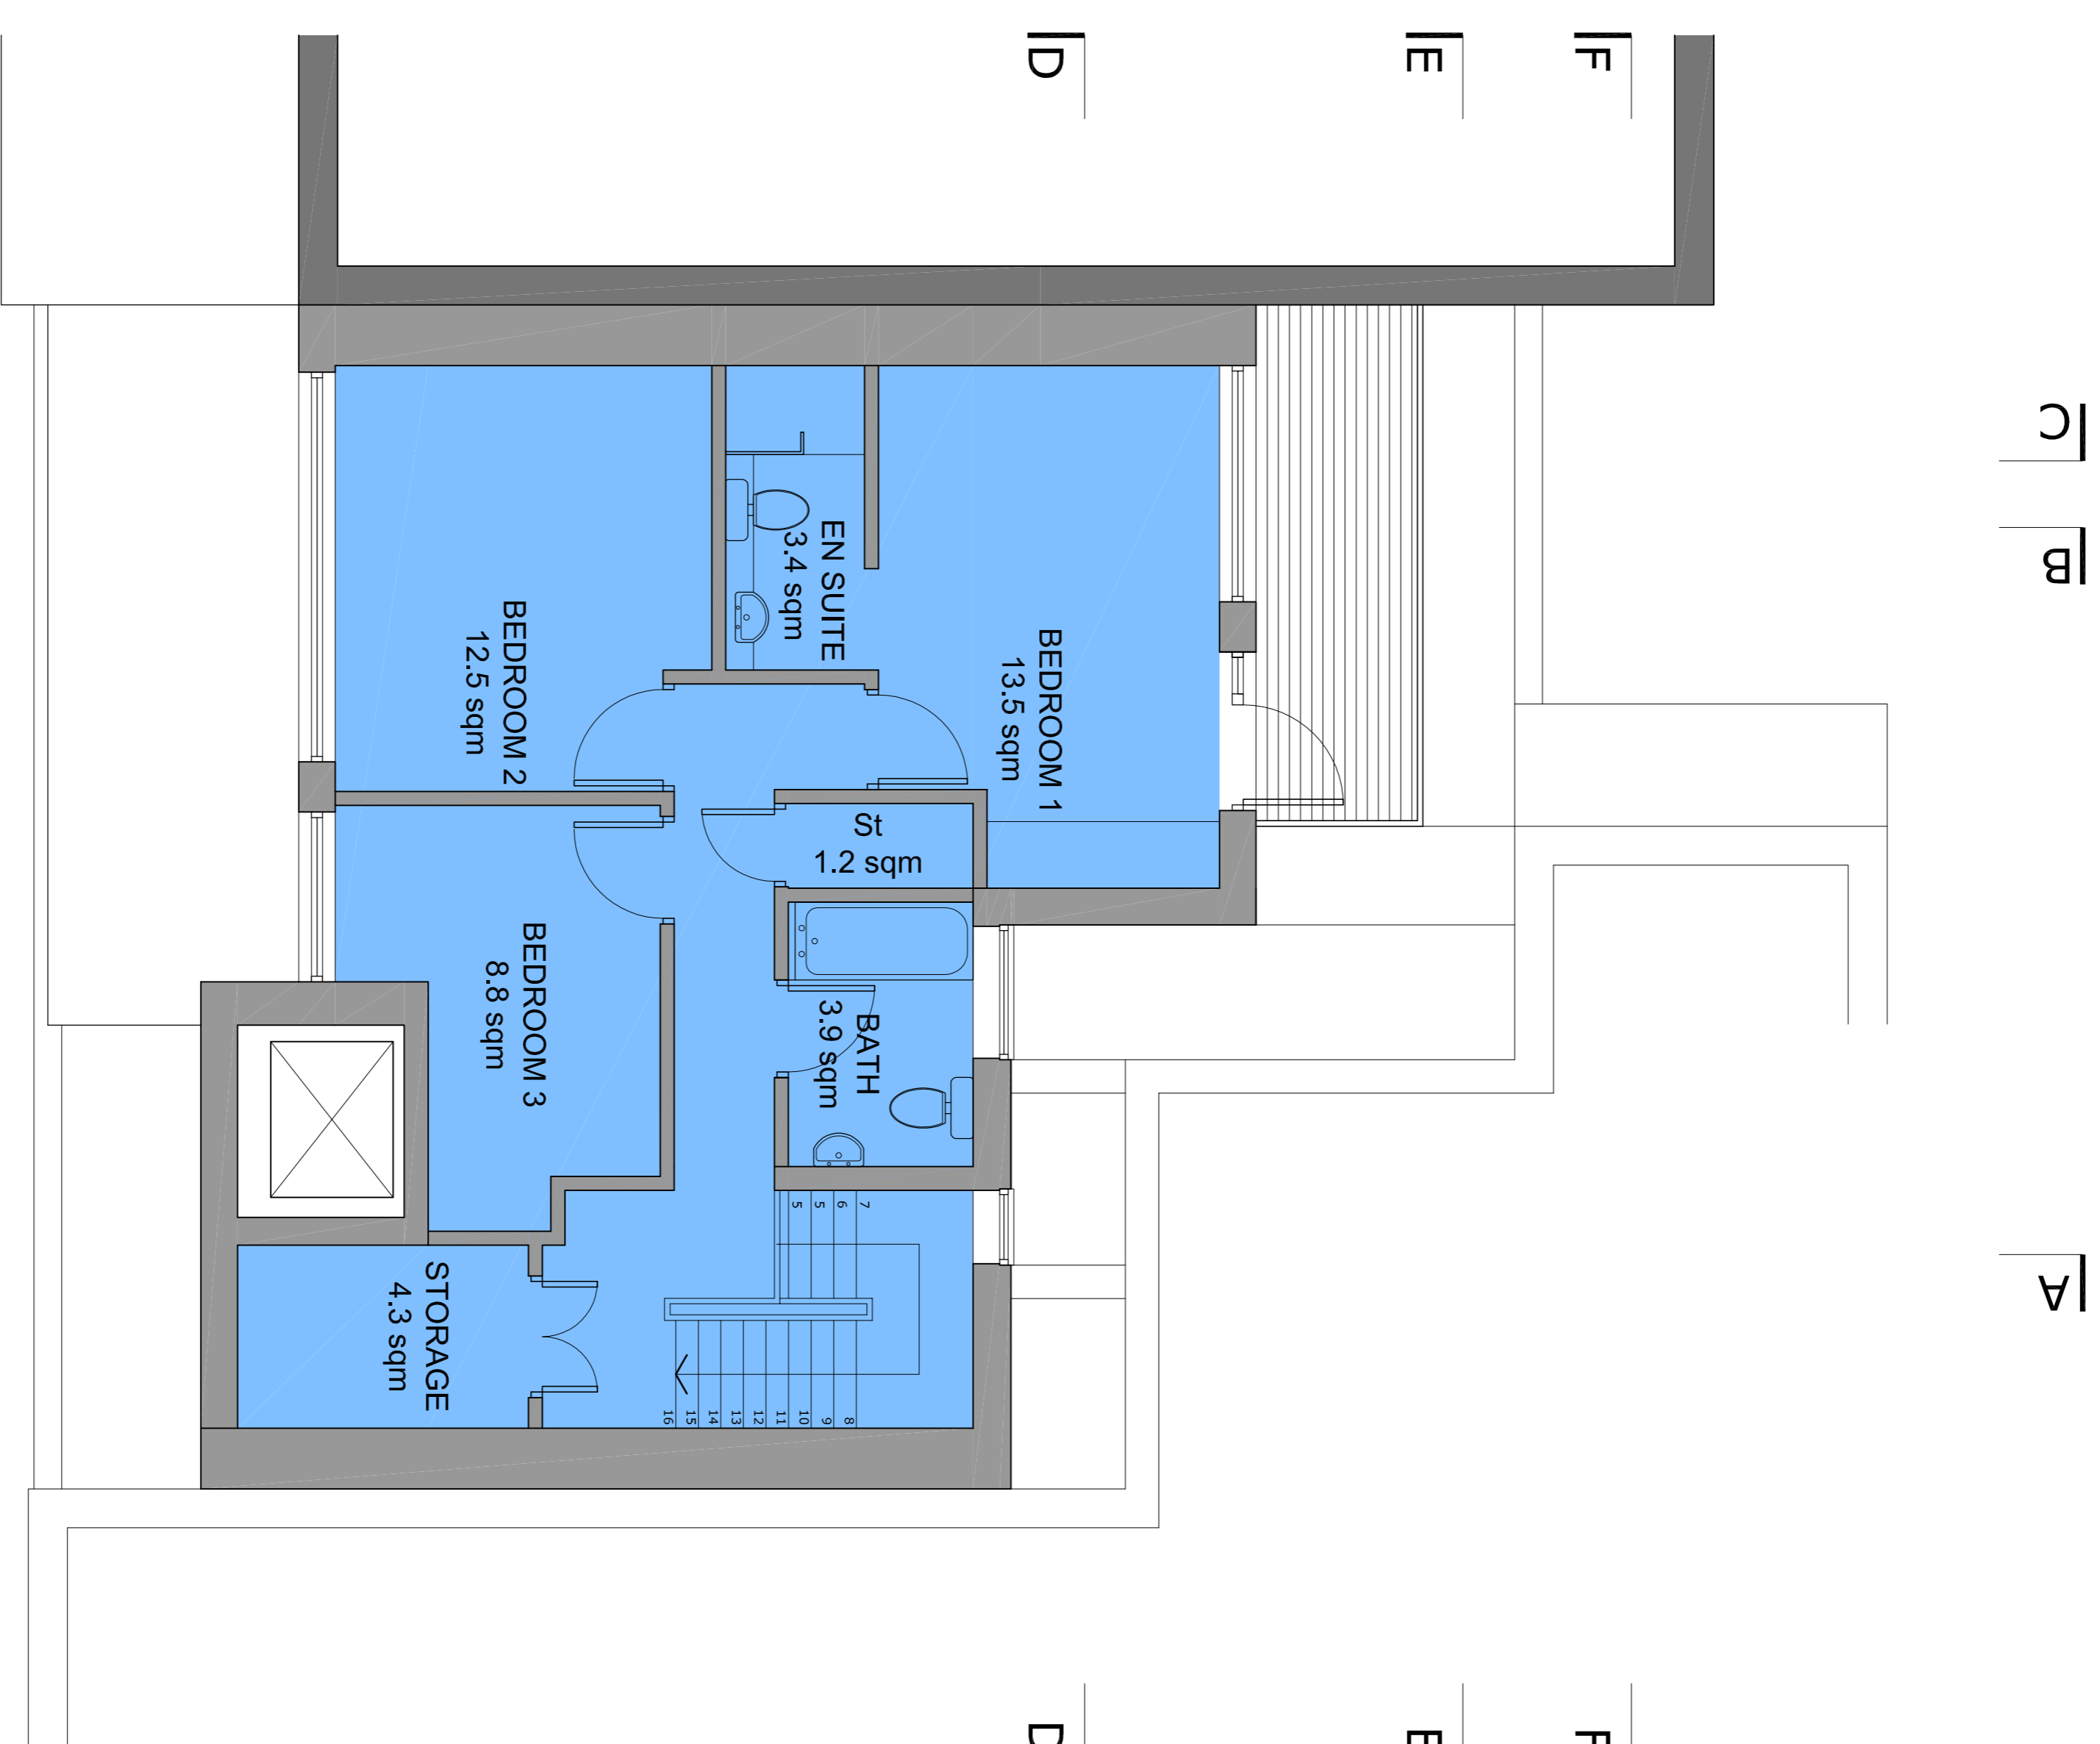 D
E
F
C
B
EN SUITE
3.4 sqm
BEDROOM 2
12.5 sqm
BEDROOM 1
13.5 sqm
St
1.2 sqm
BEDROOM 3
8.8 sqm
BATH
3.9 sqm
5
5
6
7
STORAGE
4.3 sqm
A
16
15
14
13
12
11
10
9
8
D
E
F